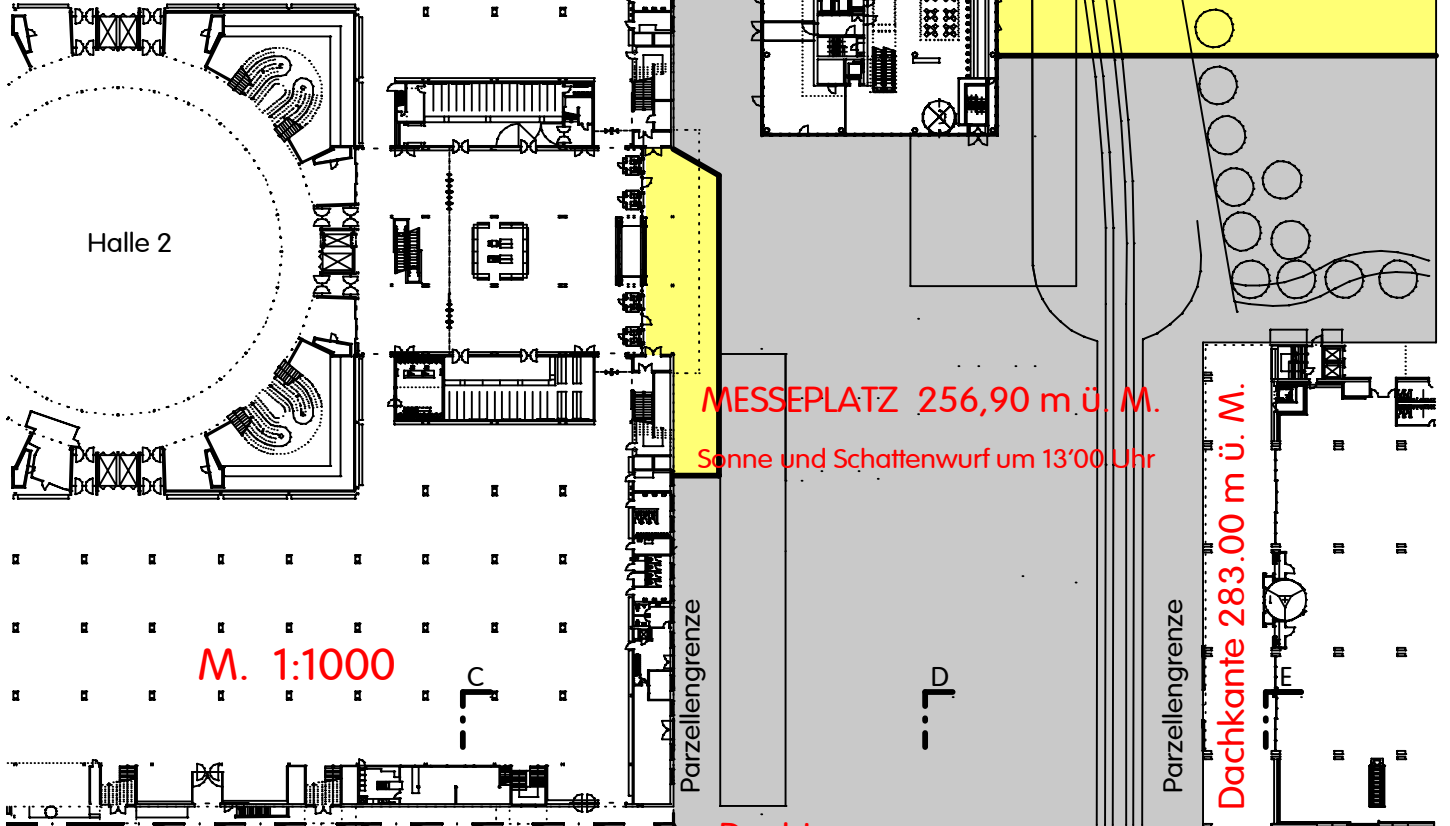 Halle 2
MESSEPLATZ 256,90 m ü. M.
Sonne und Schattenwurf um 13'00 Uhr
Dachkante 283.00 m ü. M.
Parzellengrenze
Parzellengrenze
M. 1:1000
C
D
E